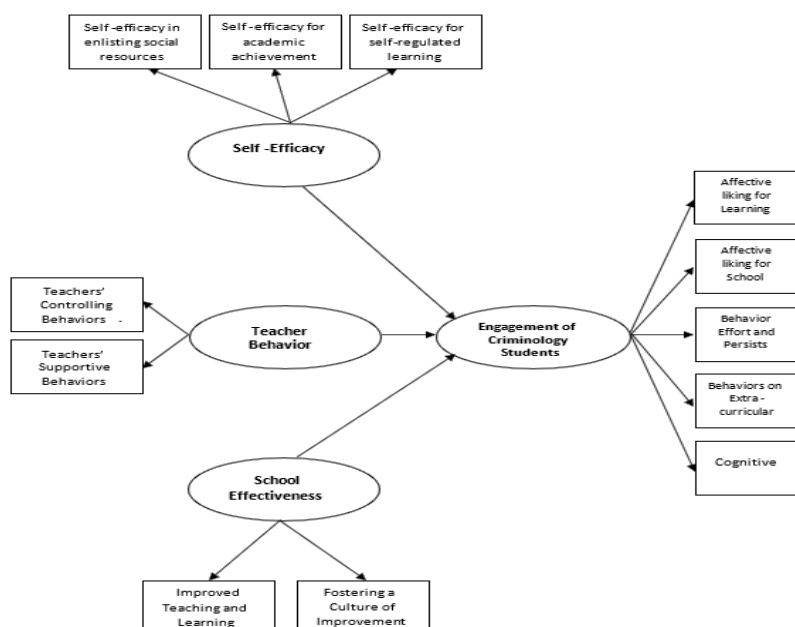 Self-efficacy in
enlisting social
resources
Self-efficacy for
academic
achievement
Self-efficacy for
self-regulated
learning
Self -Efficacy
Affective
liking for
Learning
Affective
liking for
School
Teachers’
Controlling
Behaviors
Teacher
Behavior
Engagement of
Criminology
Students
Behavior
Effort and
Persists
Teachers’
Supportive
Behaviors
Behaviors on
Extra-
curricular
Cognitive
School
Effectiveness
Improved
Teaching and
Learning
Fostering a
Culture of
Improvement